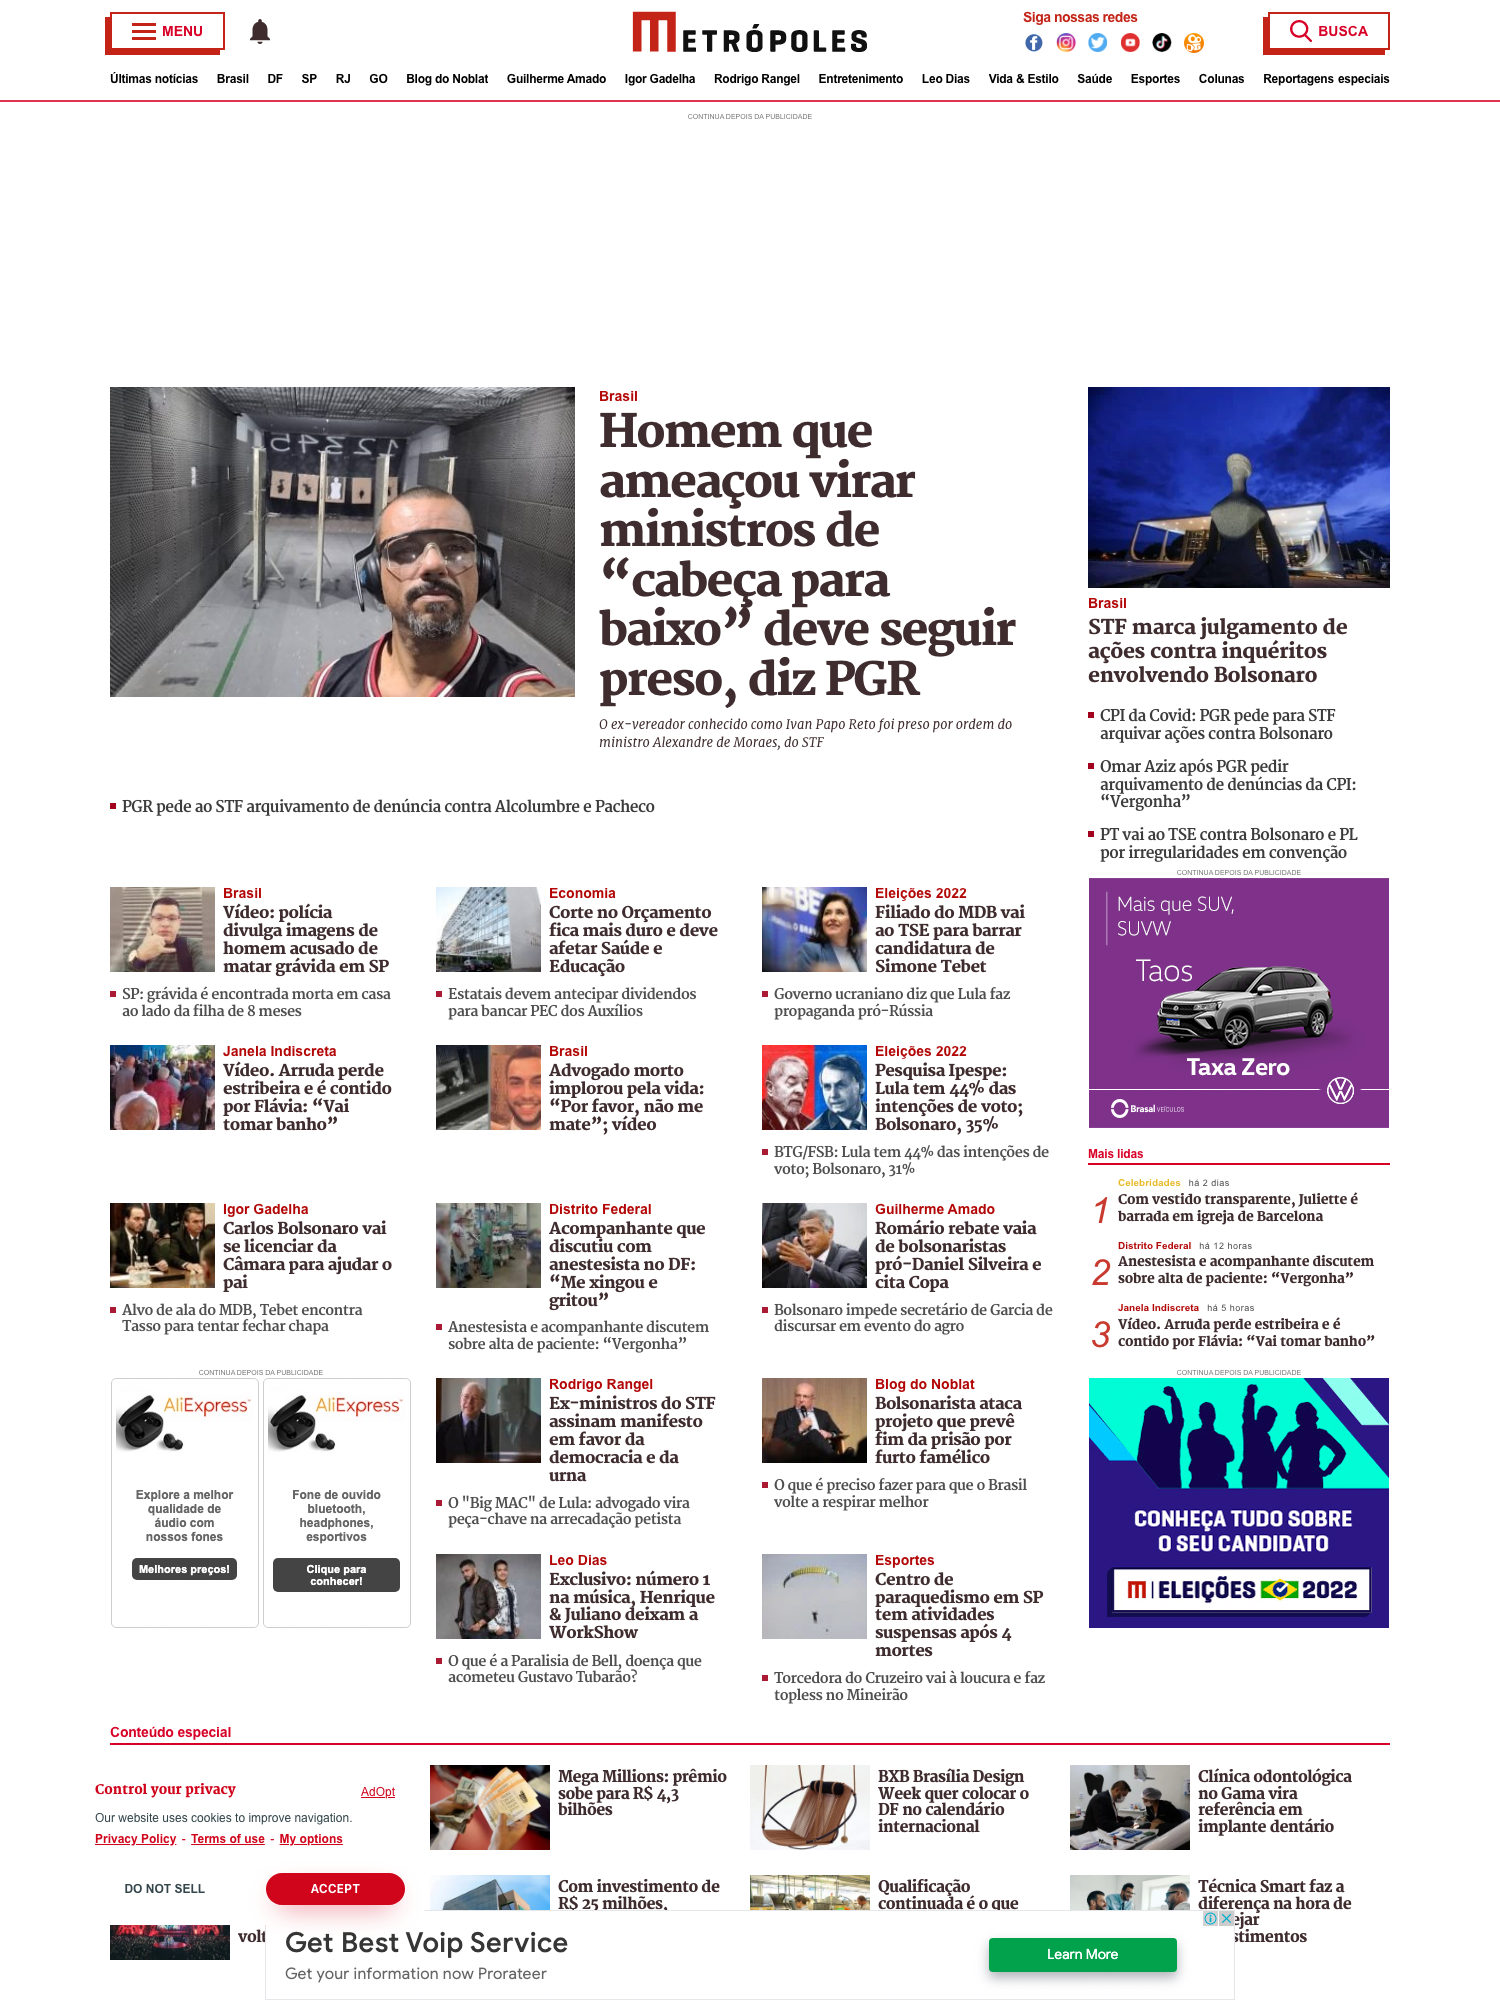 MENU
METRÓPOLES
Siga nossas redes
BUSCA
Últimas notícias Brasil DF SP RJ GO Blog do Noblat Guilherme Amado Igor Gadelha Rodrigo Rangel Entretenimento Leo Dias Vida & Estilo Saúde Esportes Colunas Reportagens especiais
CONTINUA DEPOIS DA PUBLICIDADE
Brasil
Homem que
ameaçou virar
ministros de
“cabeça para
baixo” deve seguir
preso, diz PGR
O ex-vereador conhecido como Ivan Papo Reto foi preso por ordem do
ministro Alexandre de Moraes, do STF
PGR pede ao STF arquivamento de denúncia contra Alcolumbre e Pacheco
Brasil
STF marca julgamento de
ações contra inquéritos
envolvendo Bolsonaro
CPI da Covid: PGR pede para STF
arquivar ações contra Bolsonaro
Omar Aziz após PGR pedir
arquivamento de denúncias da CPI:
“Vergonha”
PT vai ao TSE contra Bolsonaro e PL
por irregularidades em convenção
Brasil
Vídeo: polícia
divulga imagens de
homem acusado de
matar grávida em SP
SP: grávida é encontrada morta em casa
ao lado da filha de 8 meses
Economia
Corte no Orçamento
fica mais duro e deve
afetar Saúde e
Educação
Estatais devem antecipar dividendos
para bancar PEC dos Auxílios
Eleições 2022
Filiado do MDB vai
ao TSE para barrar
candidatura de
Simone Tebet
Governo ucraniano diz que Lula faz
propaganda pró-Rússia
CONTINUA DEPOIS DA PUBLICIDADE
Mais que SUV,
SUVW
Taos
Taxa Zero
Brasal VEÍCULOS
Janela Indiscreta
Vídeo. Arruda perde
estribeira e é contido
por Flávia: “Vai
tomar banho”
Brasil
Advogado morto
implorou pela vida:
“Por favor, não me
mate”; vídeo
Eleições 2022
Pesquisa Ipespe:
Lula tem 44% das
intenções de voto;
Bolsonaro, 35%
BTG/FSB: Lula tem 44% das intenções de
voto; Bolsonaro, 31%
Mais lidas
Celebridades há 2 dias
1 Com vestido transparente, Juliette é
barrada em igreja de Barcelona
Distrito Federal há 12 horas
2 Anestesista e acompanhante discutem
sobre alta de paciente: “Vergonha”
Janela Indiscreta há 5 horas
3 Vídeo. Arruda perde estribeira e é
contido por Flávia: “Vai tomar banho”
Igor Gadelha
Carlos Bolsonaro vai
se licenciar da
Câmara para ajudar o
pai
Alvo de ala do MDB, Tebet encontra
Tasso para tentar fechar chapa
Distrito Federal
Acompanhante que
discutiu com
anestesista no DF:
“Me xingou e
gritou”
Anestesista e acompanhante discutem
sobre alta de paciente: “Vergonha”
Guilherme Amado
Romário rebate vaia
de bolsonaristas
pró-Daniel Silveira e
cita Copa
Bolsonaro impede secretário de Garcia de
discursar em evento do agro
CONTINUA DEPOIS DA PUBLICIDADE
AliExpress
Explore a melhor
qualidade de
áudio com
nossos fones
Melhores preços!
AliExpress
Fone de ouvido
bluetooth,
headphones,
esportivos
Clique para
conhecer!
Rodrigo Rangel
Ex-ministros do STF
assinam manifesto
em favor da
democracia e da
urna
O "Big MAC" de Lula: advogado vira
peça-chave na arrecadação petista
Blog do Noblat
Bolsonarista ataca
projeto que prevê
fim da prisão por
furto famélico
O que é preciso fazer para que o Brasil
volte a respirar melhor
CONTINUA DEPOIS DA PUBLICIDADE
CONHEÇA TUDO SOBRE
O SEU CANDIDATO
M ELEIÇÕES 2022
Leo Dias
Exclusivo: número 1
na música, Henrique
& Juliano deixam a
WorkShow
O que é a Paralisia de Bell, doença que
acometeu Gustavo Tubarão?
Esportes
Centro de
paraquedismo em SP
tem atividades
suspensas após 4
mortes
Torcedora do Cruzeiro vai à loucura e faz
topless no Mineirão
Conteúdo especial
Control your privacy
AdOpt
Our website uses cookies to improve navigation.
Privacy Policy - Terms of use - My options
DO NOT SELL
ACCEPT
Mega Millions: prêmio
sobe para R$ 4,3
bilhões
BXB Brasília Design
Week quer colocar o
DF no calendário
internacional
Clínica odontológica
no Gama vira
referência em
implante dentário
Com investimento de
R$ 25 milhões,
Qualificação
continuada é o que
Técnica Smart faz a
diferença na hora de
ejar
stimentos
volt
Get Best Voip Service
Get your information now Prorateer
Learn More